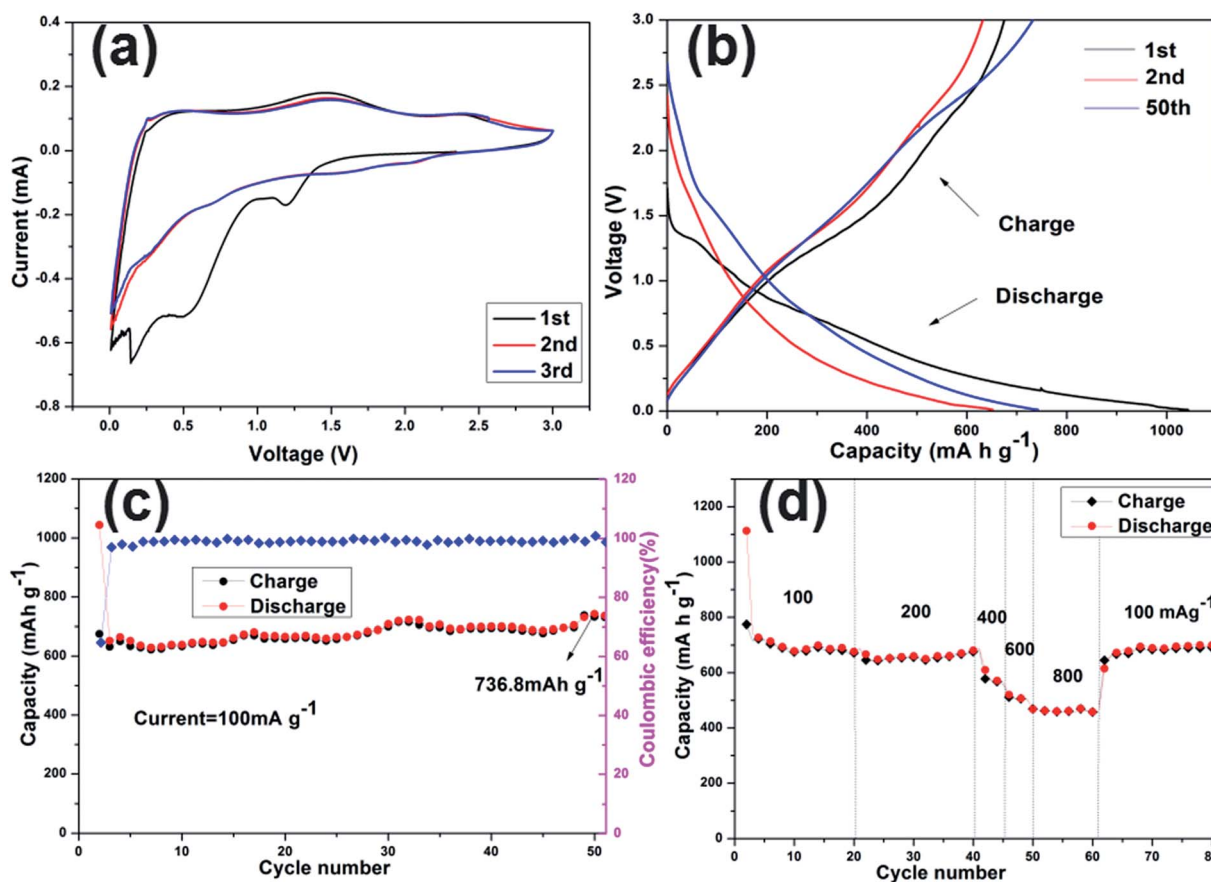 (a)
0.4
0.2
0.0
-0.2
-0.4
-0.6
-0.8
Current (mA)
1st
2nd
3rd
0.0 0.5 1.0 1.5 2.0 2.5 3.0
Voltage (V)
(b)
3.0
2.5
2.0
1.5
1.0
0.5
0.0
Voltage (V)
1st
2nd
50th
Charge
Discharge
0 200 400 600 800 1000
Capacity (mA h g-1)
(c)
1200
1000
800
600
400
200
0
Capacity (mAh g-1)
Charge
Discharge
736.8mAh g-1
Current=100mA g-1
120
100
80
60
40
20
0
Coulombic efficiency(%)
0 10 20 30 40 50
Cycle number
(d)
1200
1000
800
600
400
200
0
Capacity (mA h g-1)
Charge
Discharge
100
200
400
600
800
100 mAg-1
0 10 20 30 40 50 60 70 80
Cycle number